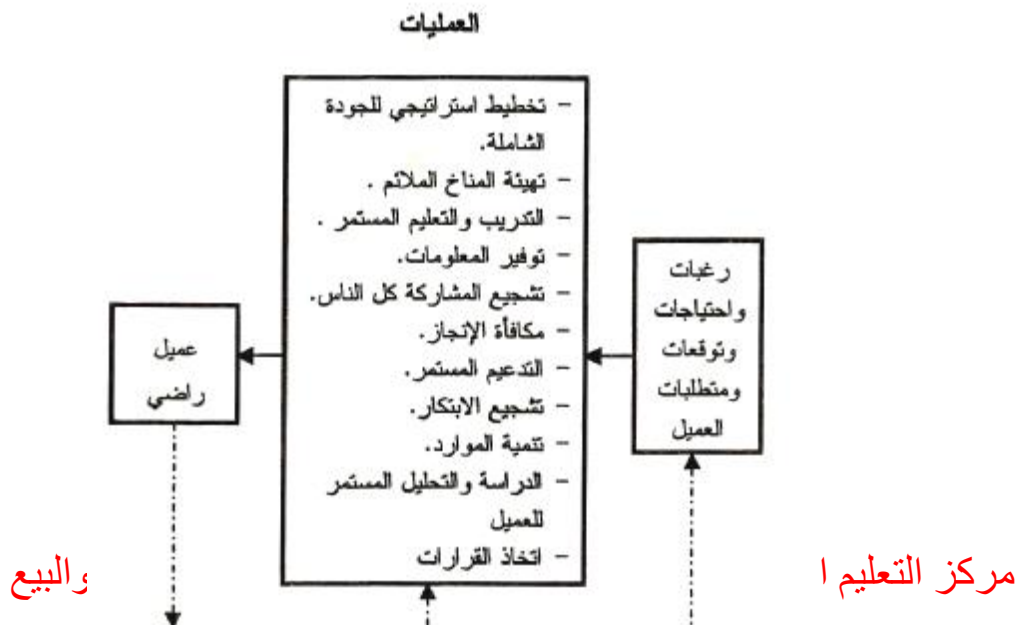 العمليات
- تخطيط استراتيجي للجودة
الشاملة.
- تهيئة المناخ الملائم .
- التدريب والتعليم المستمر .
- توفير المعلومات.
- تشجيع المشاركة كل الناس.
- مكافأة الإنجاز.
- التدعيم المستمر.
- تشجيع الابتكار.
- تنمية الموارد.
- الدراسة والتحليل المستمر
للعميل
- اتخاذ القرارات
رغبات
واحتياجات
وتوقعات
ومتطلبات
العميل
عميل
راضي
مركز التعليم ا
والبيع